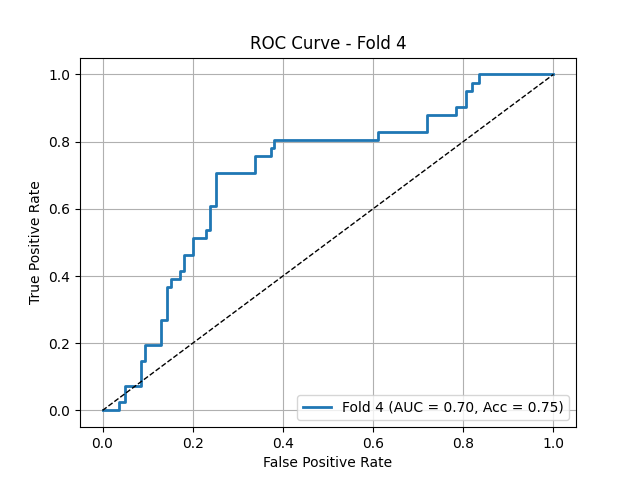 ROC Curve - Fold 4
True Positive Rate
1.0
0.8
0.6
0.4
0.2
0.0
Fold 4 (AUC = 0.70, Acc = 0.75)
0.0 0.2 0.4 0.6 0.8 1.0
False Positive Rate